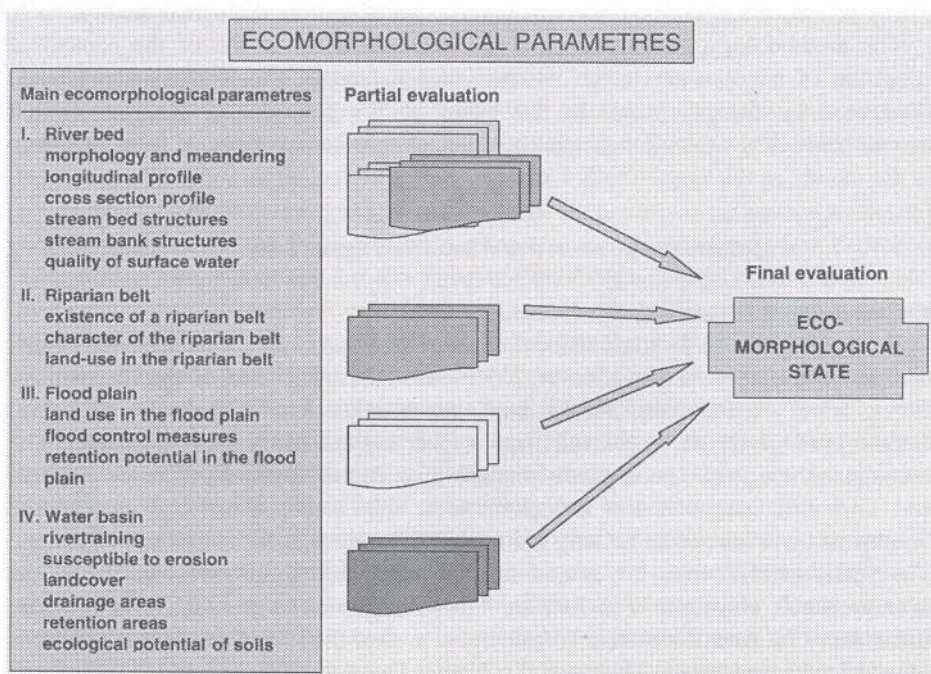 ECOMORPHOLOGICAL PARAMETRES
Main ecomorphological parametres
I. River bed
morphology and meandering
longitudinal profile
cross section profile
stream bed structures
stream bank structures
quality of surface water
II. Riparian belt
existence of a riparian belt
character of the riparian belt
land-use in the riparian belt
III. Flood plain
land use in the flood plain
flood control measures
retention potential in the flood
plain
IV. Water basin
rivertraining
susceptible to erosion
landcover
drainage areas
retention areas
ecological potential of soils
Partial evaluation
Final evaluation
ECO-
MORPHOLOGICAL
STATE